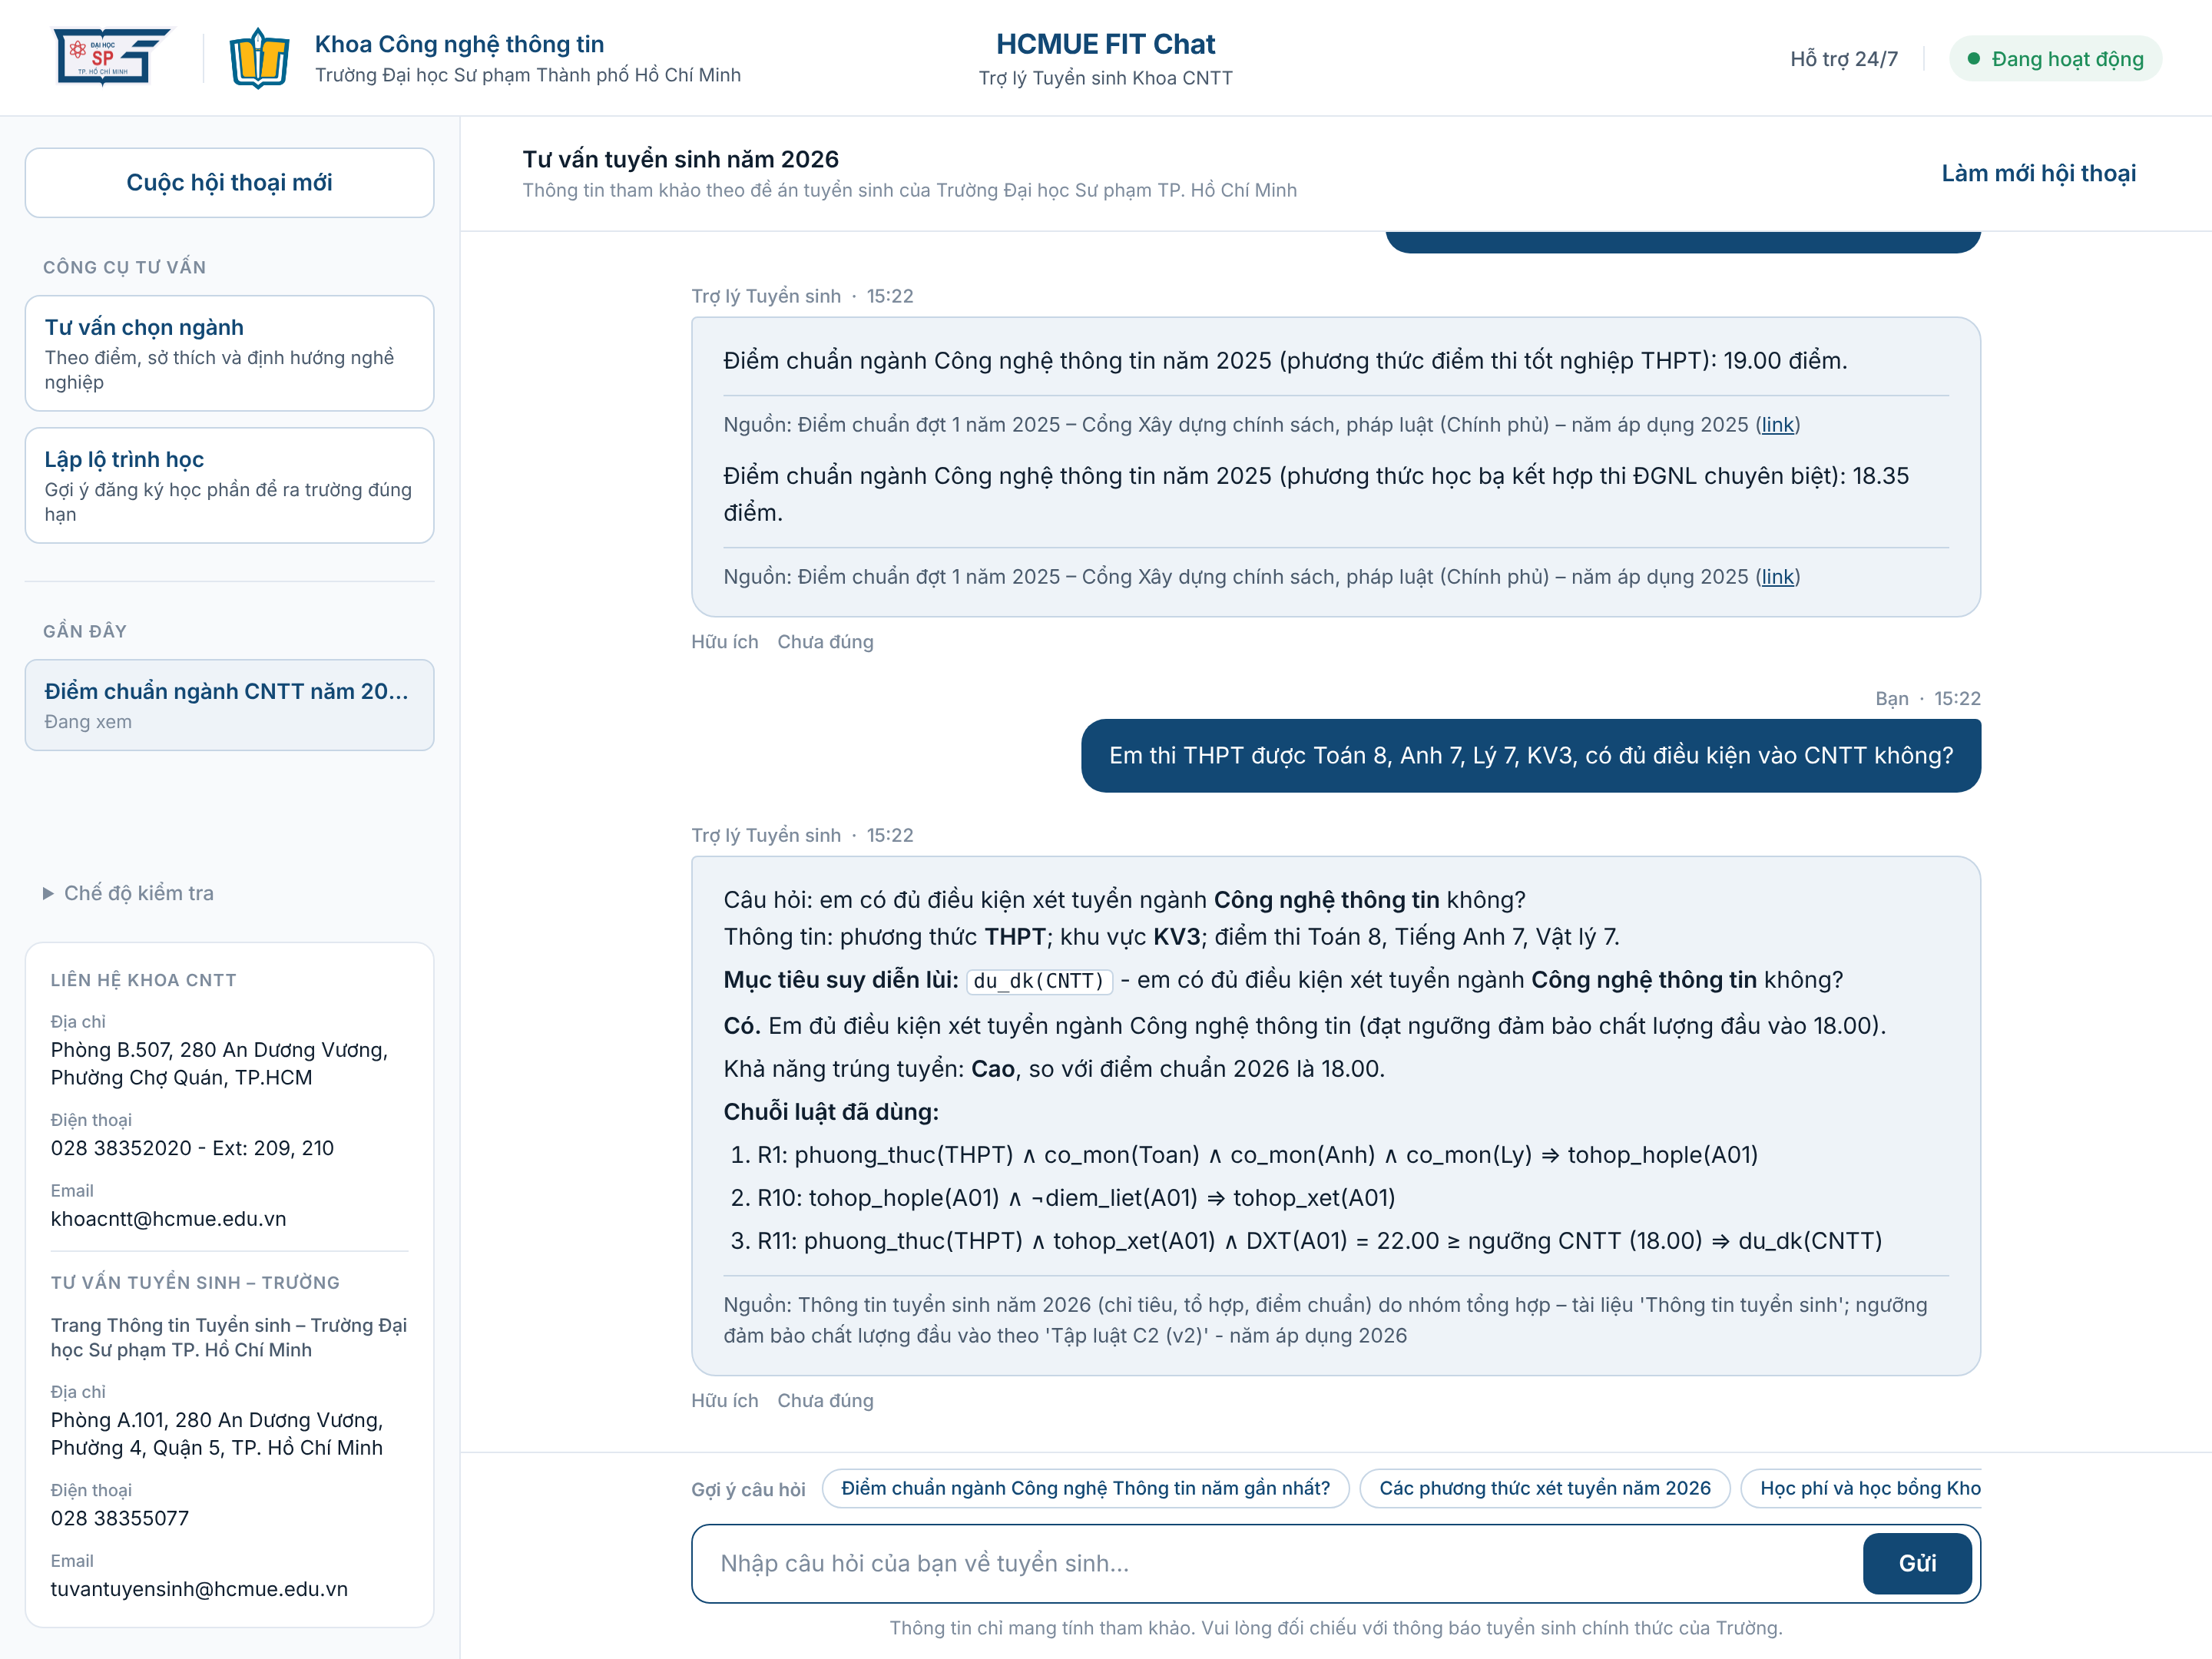 ĐẠI HỌC
SP
TP. HỒ CHÍ MINH
Khoa Công nghệ thông tin
Trường Đại học Sư phạm Thành phố Hồ Chí Minh
HCMUE FIT Chat
Trợ lý Tuyển sinh Khoa CNTT
Hỗ trợ 24/7
Đang hoạt động
Cuộc hội thoại mới
CÔNG CỤ TƯ VẤN
Tư vấn chọn ngành
Theo điểm, sở thích và định hướng nghề
nghiệp
Lập lộ trình học
Gợi ý đăng ký học phần để ra trường đúng
hạn
GẦN ĐÂY
Điểm chuẩn ngành CNTT năm 20...
Đang xem
▶ Chế độ kiểm tra
LIÊN HỆ KHOA CNTT
Địa chỉ
Phòng B.507, 280 An Dương Vương,
Phường Chợ Quán, TP.HCM
Điện thoại
028 38352020 - Ext: 209, 210
Email
khoacntt@hcmue.edu.vn
TƯ VẤN TUYỂN SINH – TRƯỜNG
Trang Thông tin Tuyển sinh – Trường Đại
học Sư phạm TP. Hồ Chí Minh
Địa chỉ
Phòng A.101, 280 An Dương Vương,
Phường 4, Quận 5, TP. Hồ Chí Minh
Điện thoại
028 38355077
Email
tuvantuyensinh@hcmue.edu.vn
Tư vấn tuyển sinh năm 2026
Thông tin tham khảo theo đề án tuyển sinh của Trường Đại học Sư phạm TP. Hồ Chí Minh
Làm mới hội thoại
Trợ lý Tuyển sinh · 15:22
Điểm chuẩn ngành Công nghệ thông tin năm 2025 (phương thức điểm thi tốt nghiệp THPT): 19.00 điểm.
Nguồn: Điểm chuẩn đợt 1 năm 2025 – Cổng Xây dựng chính sách, pháp luật (Chính phủ) – năm áp dụng 2025 (link)
Điểm chuẩn ngành Công nghệ thông tin năm 2025 (phương thức học bạ kết hợp thi ĐGNL chuyên biệt): 18.35
điểm.
Nguồn: Điểm chuẩn đợt 1 năm 2025 – Cổng Xây dựng chính sách, pháp luật (Chính phủ) – năm áp dụng 2025 (link)
Hữu ích Chưa đúng
Bạn · 15:22
Em thi THPT được Toán 8, Anh 7, Lý 7, KV3, có đủ điều kiện vào CNTT không?
Trợ lý Tuyển sinh · 15:22
Câu hỏi: em có đủ điều kiện xét tuyển ngành Công nghệ thông tin không?
Thông tin: phương thức THPT; khu vực KV3; điểm thi Toán 8, Tiếng Anh 7, Vật lý 7.
Mục tiêu suy diễn lùi: du_dk(CNTT) - em có đủ điều kiện xét tuyển ngành Công nghệ thông tin không?
Có. Em đủ điều kiện xét tuyển ngành Công nghệ thông tin (đạt ngưỡng đảm bảo chất lượng đầu vào 18.00).
Khả năng trúng tuyển: Cao, so với điểm chuẩn 2026 là 18.00.
Chuỗi luật đã dùng:
1. R1: phuong_thuc(THPT) ∧ co_mon(Toan) ∧ co_mon(Anh) ∧ co_mon(Ly) ⇒ tohop_hople(A01)
2. R10: tohop_hople(A01) ∧ ¬diem_liet(A01) ⇒ tohop_xet(A01)
3. R11: phuong_thuc(THPT) ∧ tohop_xet(A01) ∧ DXT(A01) = 22.00 ≥ ngưỡng CNTT (18.00) ⇒ du_dk(CNTT)
Nguồn: Thông tin tuyển sinh năm 2026 (chỉ tiêu, tổ hợp, điểm chuẩn) do nhóm tổng hợp – tài liệu 'Thông tin tuyển sinh'; ngưỡng
đảm bảo chất lượng đầu vào theo 'Tập luật C2 (v2)' - năm áp dụng 2026
Hữu ích Chưa đúng
Gợi ý câu hỏi
Điểm chuẩn ngành Công nghệ Thông tin năm gần nhất?
Các phương thức xét tuyển năm 2026
Học phí và học bổng Kho
Nhập câu hỏi của bạn về tuyển sinh...
Gửi
Thông tin chỉ mang tính tham khảo. Vui lòng đối chiếu với thông báo tuyển sinh chính thức của Trường.